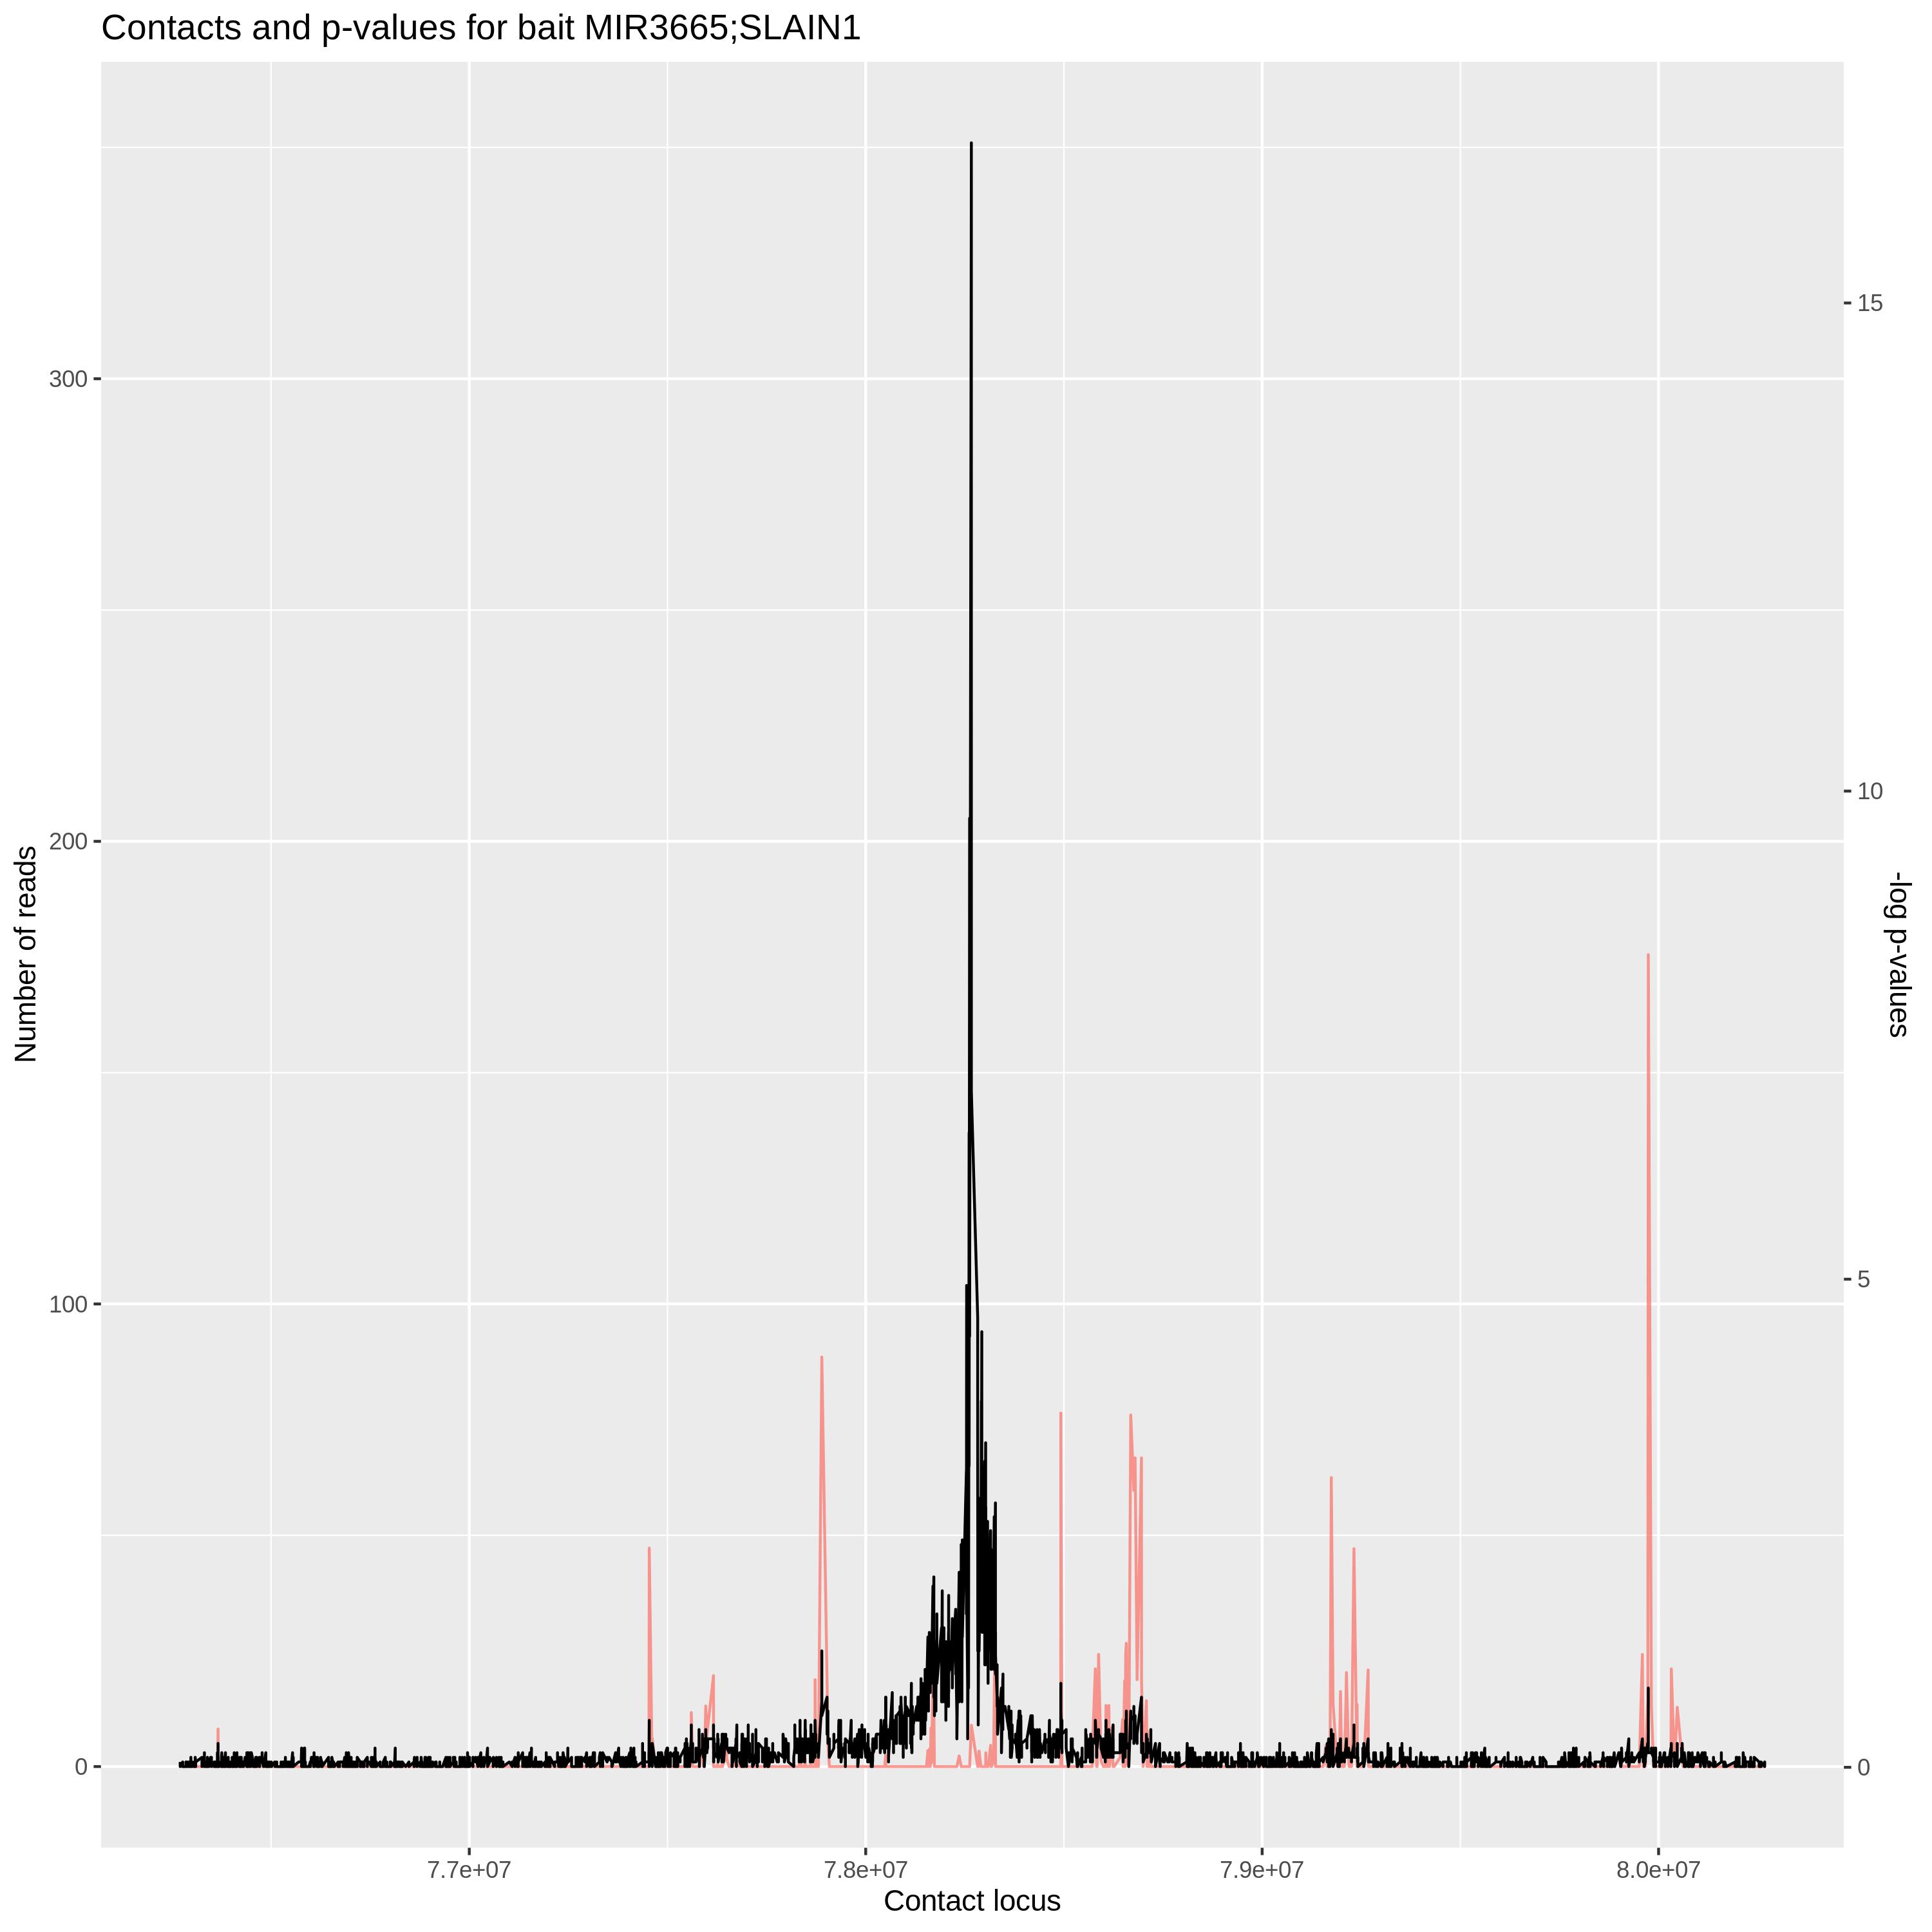 Contacts and p-values for bait MIR3665;SLAIN1
300
200
100
0
Number of reads
15
10
5
0
-log p-values
7.7e+07 7.8e+07 7.9e+07 8.0e+07
Contact locus